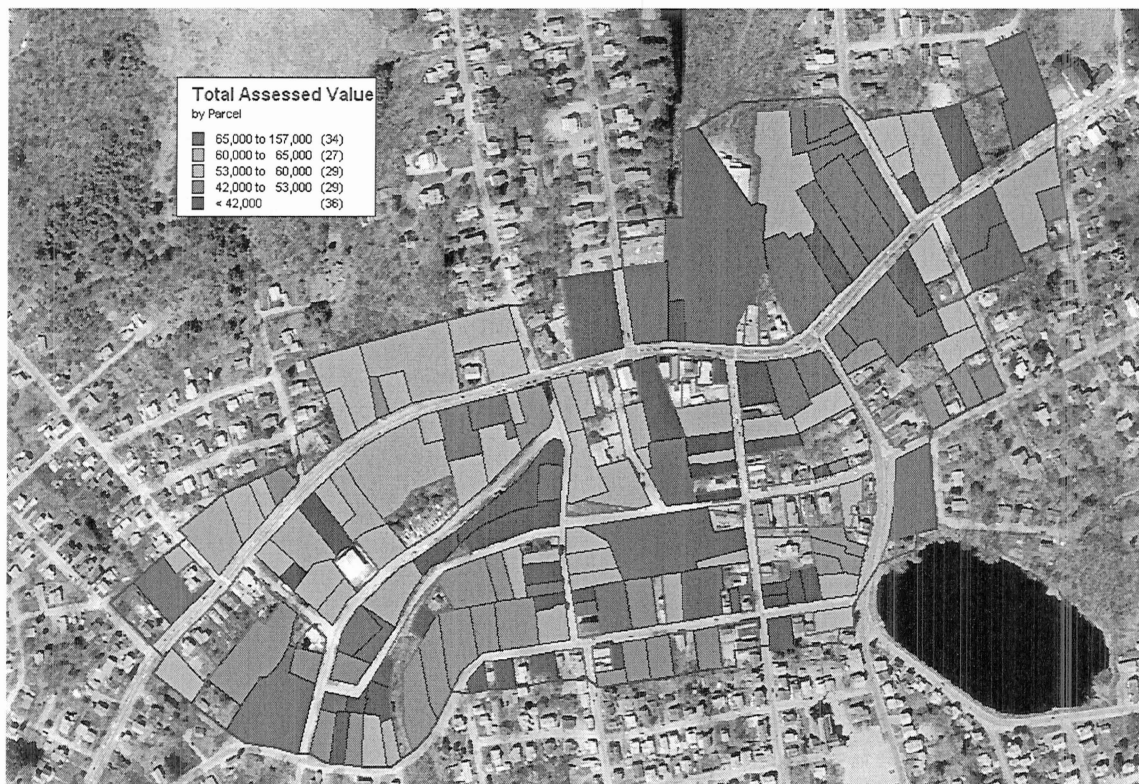 Total Assessed Value
by Parcel
65,000 to 157,000 (34)
60,000 to 65,000 (27)
53,000 to 60,000 (29)
42,000 to 53,000 (29)
< 42,000 (36)